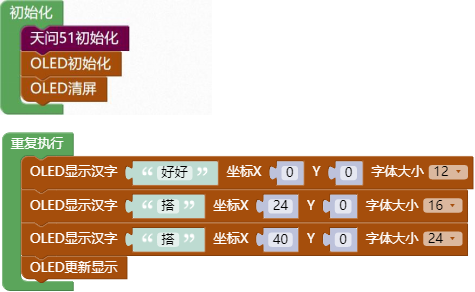 初始化
天问51初始化
OLED初始化
OLED清屏
重复执行
OLED显示汉字 “ 好好 ” 坐标X 0 Y 0 字体大小 12
OLED显示汉字 “ 搭 ” 坐标X 24 Y 0 字体大小 16
OLED显示汉字 “ 搭 ” 坐标X 40 Y 0 字体大小 24
OLED更新显示